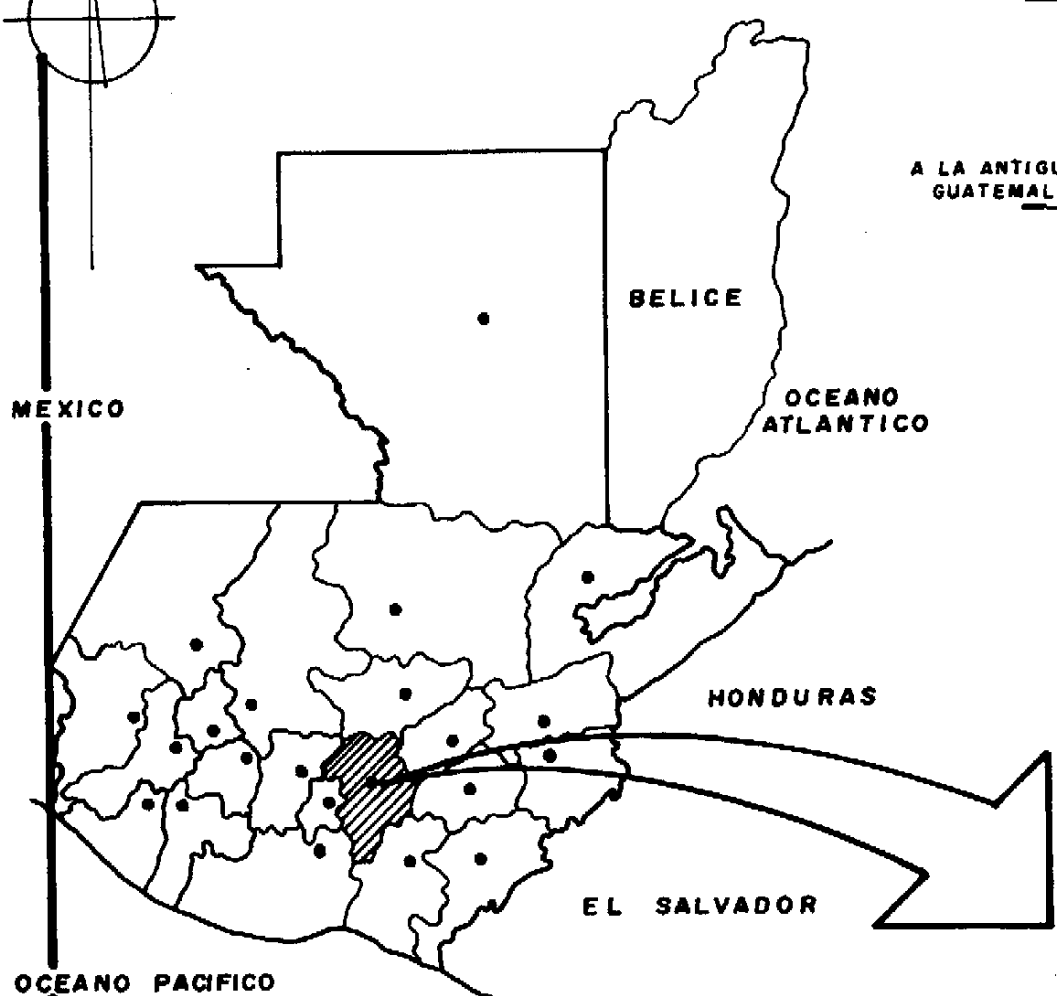 A LA ANTIGU
GUATEMAL
BELICE
MEXICO
OCEANO
ATLANTICO
HONDURAS
EL SALVADOR
OCEANO PACIFICO